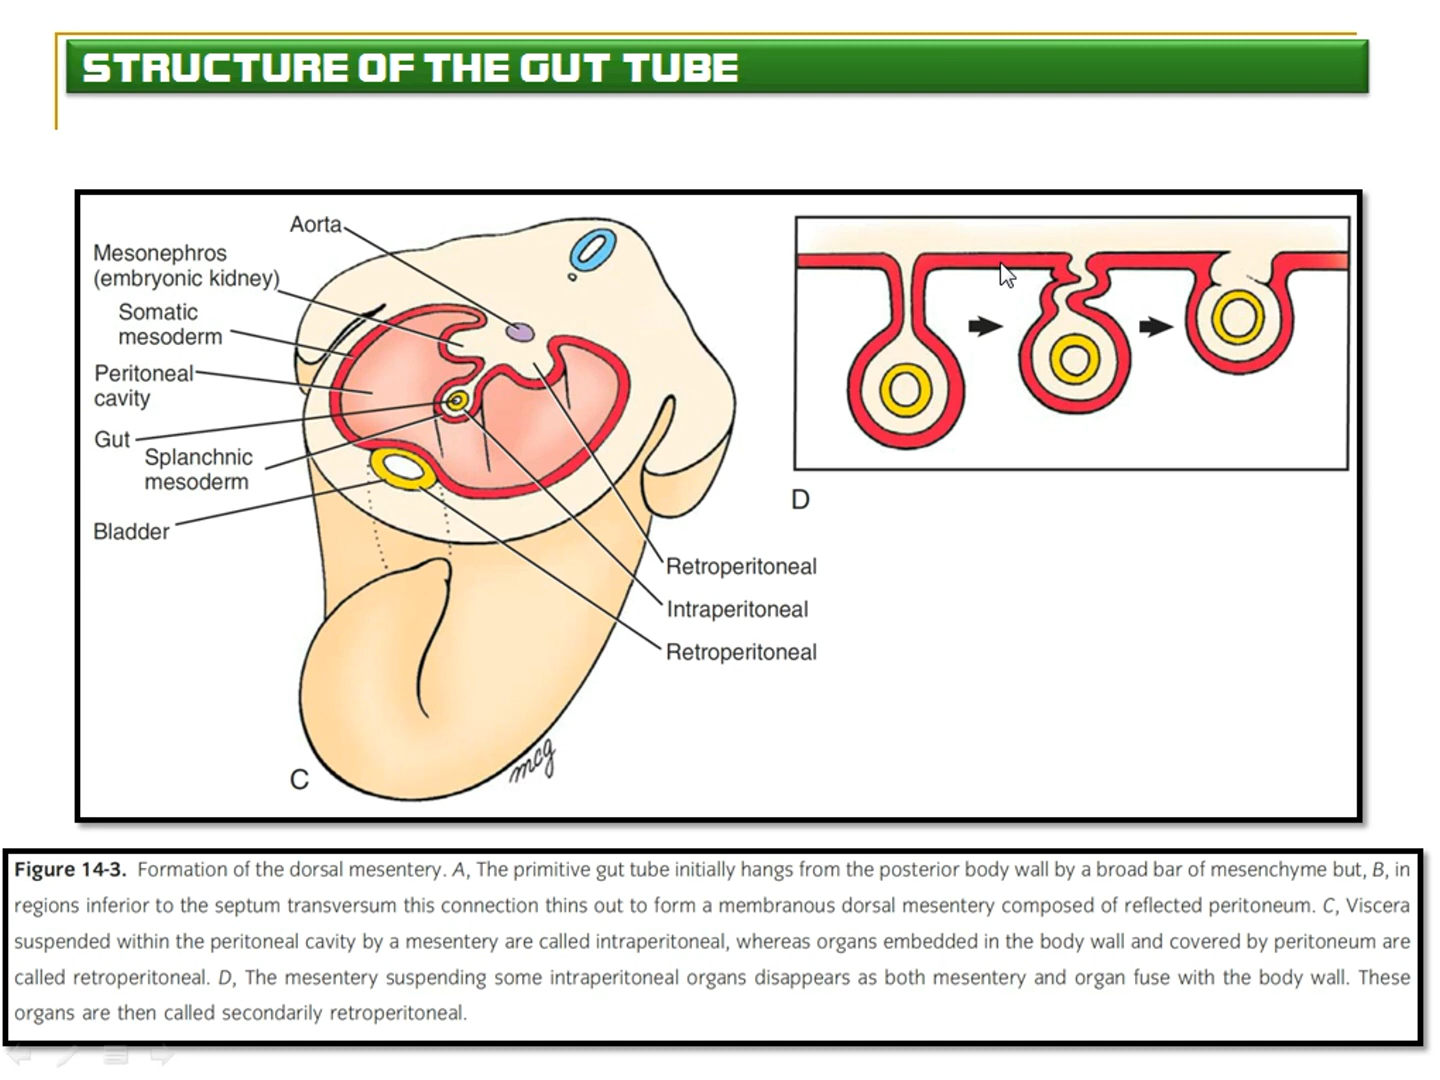 STRUCTURE OF THE GUT TUBE
Aorta
Mesonephros
(embryonic kidney)
Somatic
mesoderm
Peritoneal
cavity
Gut
Splanchnic
mesoderm
Bladder
Retroperitoneal
Intraperitoneal
Retroperitoneal
C
mcg
D
Figure 14-3. Formation of the dorsal mesentery. A, The primitive gut tube initially hangs from the posterior body wall by a broad bar of mesenchyme but, B, in
regions inferior to the septum transversum this connection thins out to form a membranous dorsal mesentery composed of reflected peritoneum. C, Viscera
suspended within the peritoneal cavity by a mesentery are called intraperitoneal, whereas organs embedded in the body wall and covered by peritoneum are
called retroperitoneal. D, The mesentery suspending some intraperitoneal organs disappears as both mesentery and organ fuse with the body wall. These
organs are then called secondarily retroperitoneal.